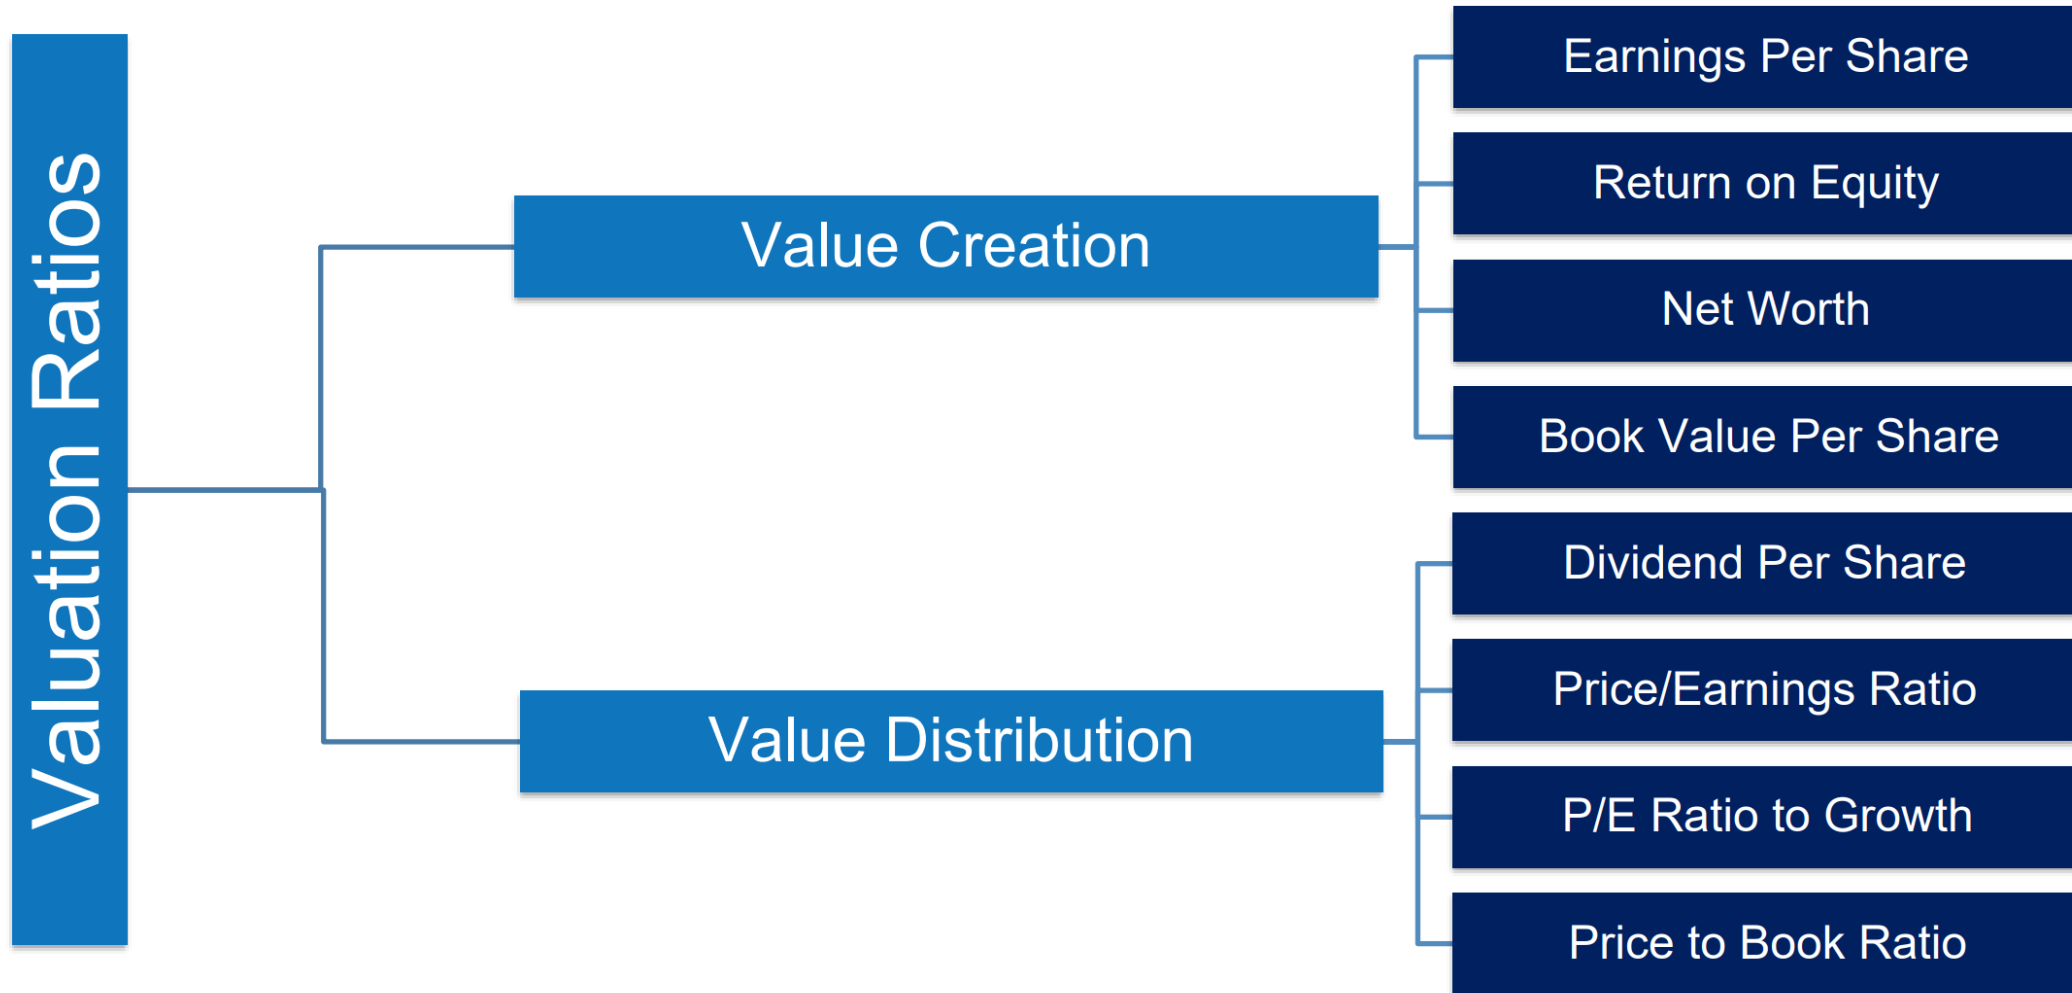 Valuation Ratios
Value Creation
Earnings Per Share
Return on Equity
Net Worth
Book Value Per Share
Value Distribution
Dividend Per Share
Price/Earnings Ratio
P/E Ratio to Growth
Price to Book Ratio